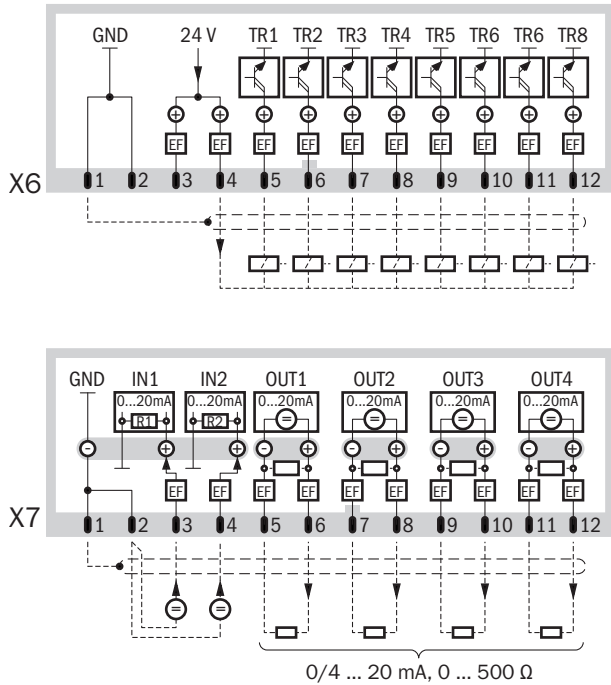 GND 24 V TR1 TR2 TR3 TR4 TR5 TR6 TR6 TR8
+ + + + + + + + + +
EF EF EF EF EF EF EF EF EF EF
X6 1 2 3 4 5 6 7 8 9 10 11 12
GND IN1 IN2 OUT1 OUT2 OUT3 OUT4
0...20mA 0...20mA 0...20mA 0...20mA 0...20mA 0...20mA
R1 R2 = = = =
- + + - + - + - + - +
EF EF EF EF EF EF EF EF EF EF
X7 1 2 3 4 5 6 7 8 9 10 11 12
= =
0/4 ... 20 mA, 0 ... 500 Ω